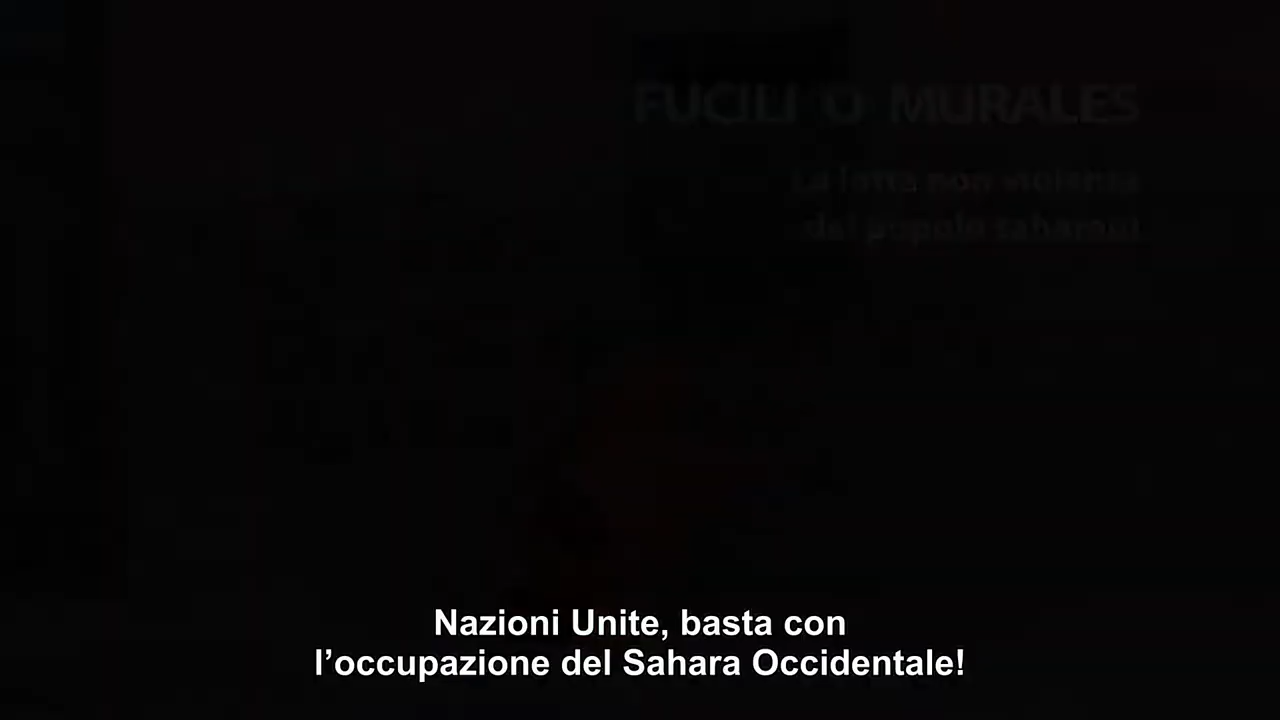 FUCILI O MURALES
La lotta non violenta
del popolo saharawi
Nazioni Unite, basta con
l’occupazione del Sahara Occidentale!